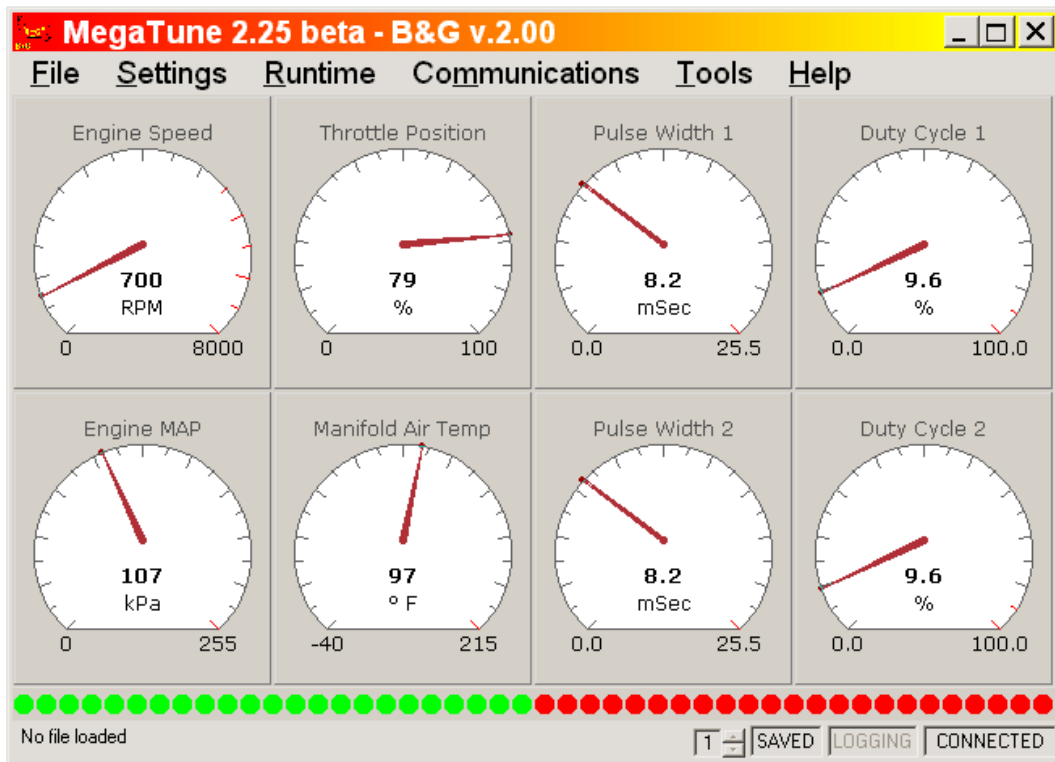 MegaTune 2.25 beta - B&G v.2.00
File Settings Runtime Communications Tools Help
Engine Speed
700
RPM
0 8000
Throttle Position
79
%
0 100
Pulse Width 1
8.2
mSec
0.0 25.5
Duty Cycle 1
9.6
%
0.0 100.0
Engine MAP
107
kPa
0 255
Manifold Air Temp
97
° F
-40 215
Pulse Width 2
8.2
mSec
0.0 25.5
Duty Cycle 2
9.6
%
0.0 100.0
No file loaded 1 SAVED LOGGING CONNECTED